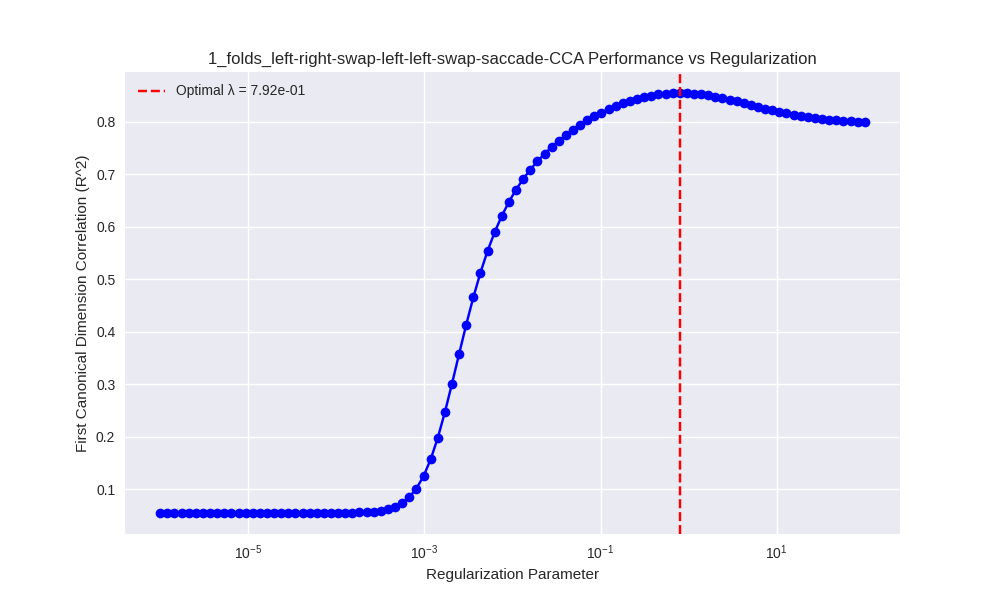 1_folds_left-right-swap-left-left-swap-saccade-CCA Performance vs Regularization
Optimal λ = 7.92e-01
First Canonical Dimension Correlation (R^2)
0.8
0.7
0.6
0.5
0.4
0.3
0.2
0.1
10⁻⁵ 10⁻³ 10⁻¹ 10¹
Regularization Parameter